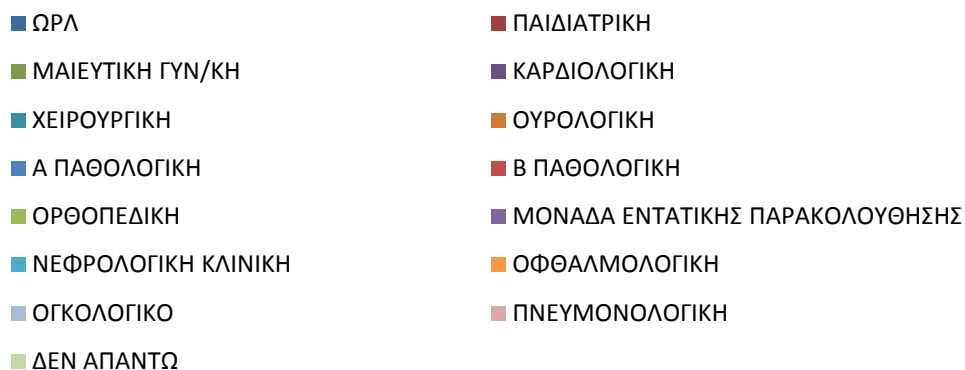 ΩΡΛ
ΠΑΙΔΙΑΤΡΙΚΗ
ΜΑΙΕΥΤΙΚΗ ΓΥΝ/ΚΗ
ΚΑΡΔΙΟΛΟΓΙΚΗ
ΧΕΙΡΟΥΡΓΙΚΗ
ΟΥΡΟΛΟΓΙΚΗ
Α ΠΑΘΟΛΟΓΙΚΗ
Β ΠΑΘΟΛΟΓΙΚΗ
ΟΡΘΟΠΕΔΙΚΗ
ΜΟΝΑΔΑ ΕΝΤΑΤΙΚΗΣ ΠΑΡΑΚΟΛΟΥΘΗΣΗΣ
ΝΕΦΡΟΛΟΓΙΚΗ ΚΛΙΝΙΚΗ
ΟΦΘΑΛΜΟΛΟΓΙΚΗ
ΟΓΚΟΛΟΓΙΚΟ
ΠΝΕΥΜΟΝΟΛΟΓΙΚΗ
ΔΕΝ ΑΠΑΝΤΩ